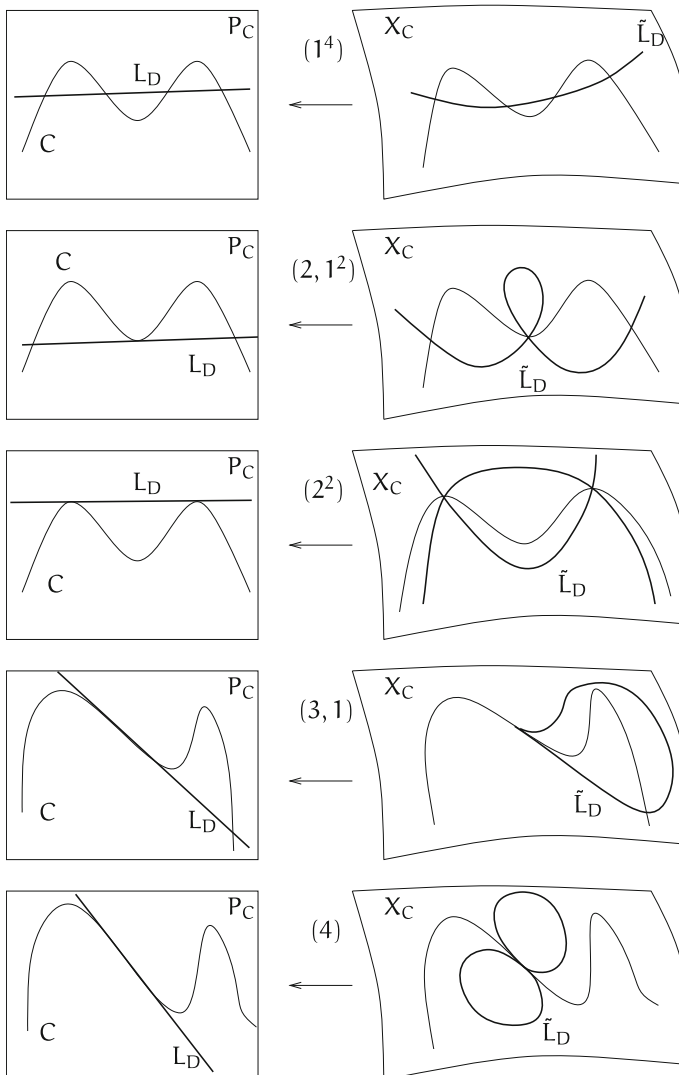 P_C
L_D
C
(1^4)
X_C
L̃_D
P_C
C
L_D
(2, 1^2)
X_C
L̃_D
P_C
L_D
C
(2^2)
X_C
L̃_D
P_C
C
L_D
(3, 1)
X_C
L̃_D
P_C
C
L_D
(4)
X_C
L̃_D